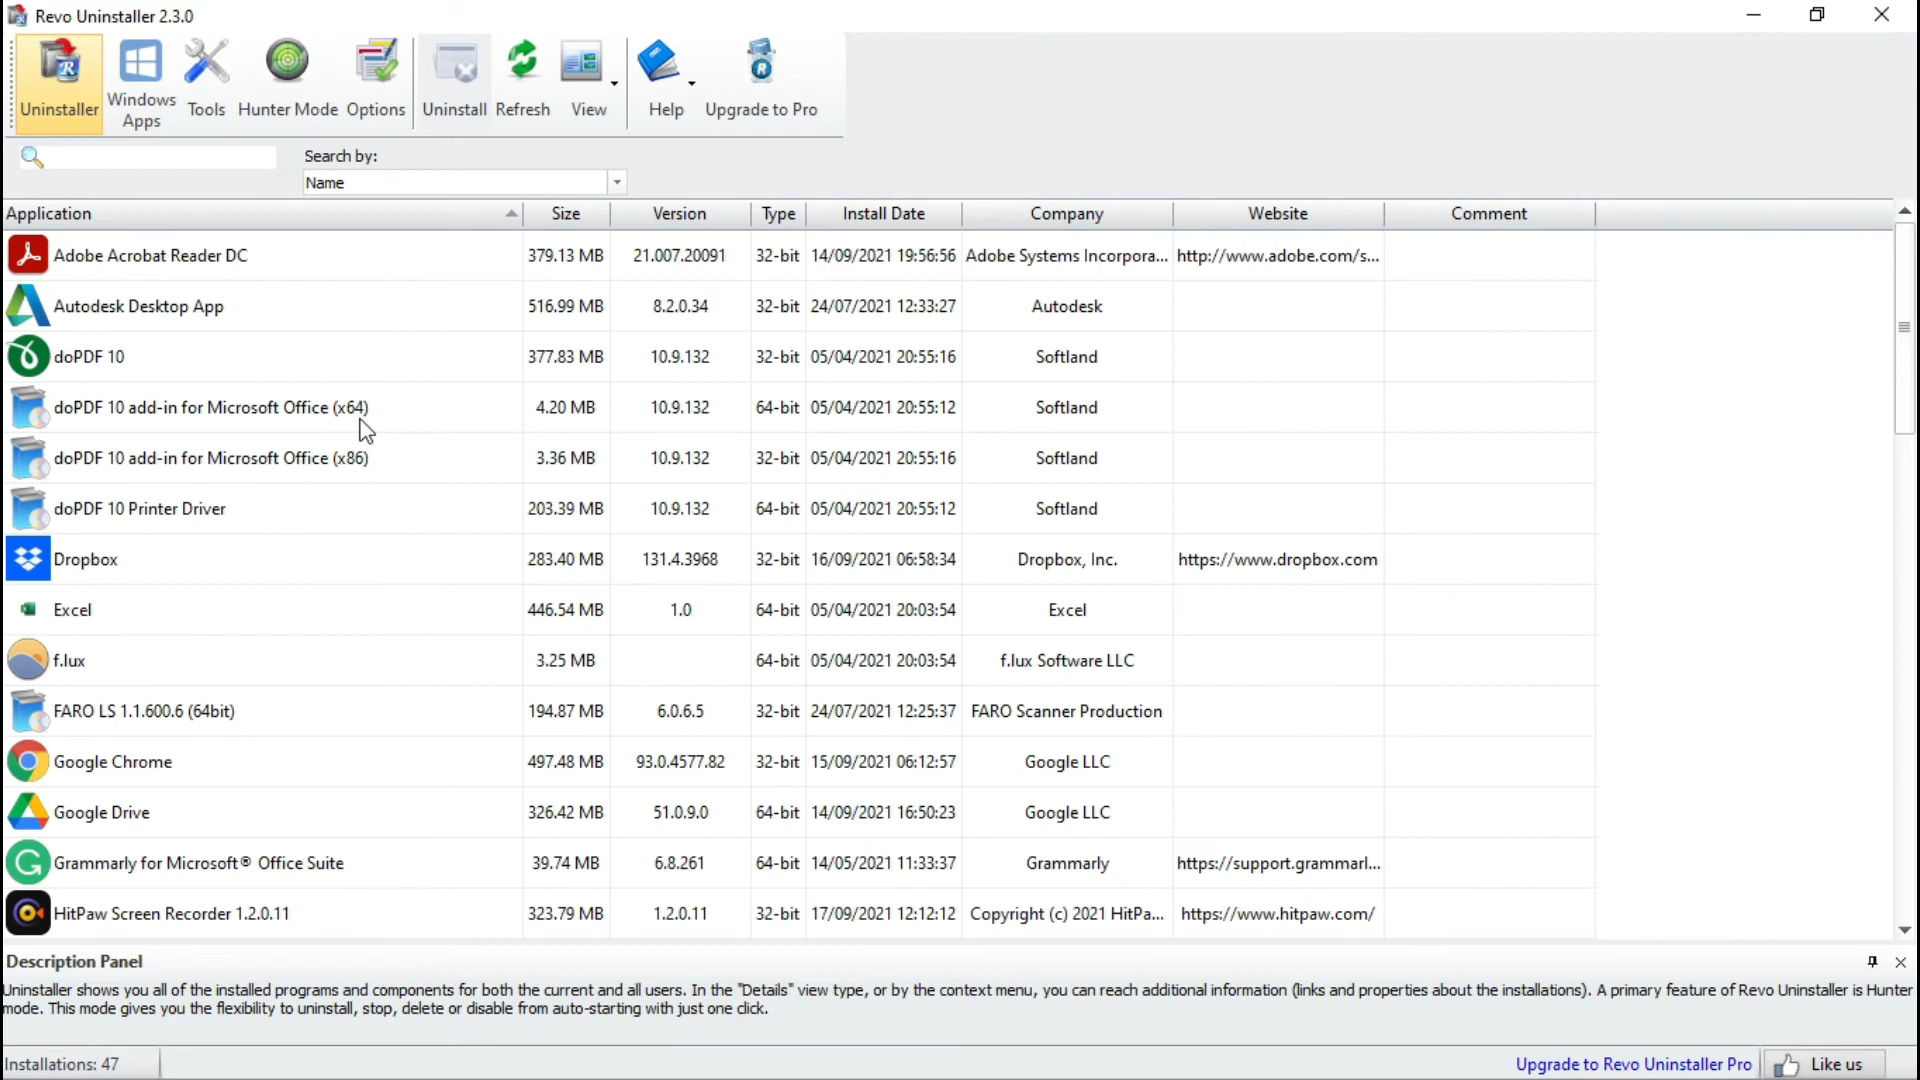 Revo Uninstaller 2.3.0
Uninstaller
Windows Apps
Tools
Hunter Mode
Options
Uninstall
Refresh
View
Help
Upgrade to Pro
Search by:
Name
Application Size Version Type Install Date Company Website Comment
Adobe Acrobat Reader DC 379.13 MB 21.007.20091 32-bit 14/09/2021 19:56:56 Adobe Systems Incorpora... http://www.adobe.com/s...
Autodesk Desktop App 516.99 MB 8.2.0.34 32-bit 24/07/2021 12:33:27 Autodesk
doPDF 10 377.83 MB 10.9.132 32-bit 05/04/2021 20:55:16 Softland
doPDF 10 add-in for Microsoft Office (x64) 4.20 MB 10.9.132 64-bit 05/04/2021 20:55:12 Softland
doPDF 10 add-in for Microsoft Office (x86) 3.36 MB 10.9.132 32-bit 05/04/2021 20:55:16 Softland
doPDF 10 Printer Driver 203.39 MB 10.9.132 64-bit 05/04/2021 20:55:12 Softland
Dropbox 283.40 MB 131.4.3968 32-bit 16/09/2021 06:58:34 Dropbox, Inc. https://www.dropbox.com
Excel 446.54 MB 1.0 64-bit 05/04/2021 20:03:54 Excel
f.lux 3.25 MB 64-bit 05/04/2021 20:03:54 f.lux Software LLC
FARO LS 1.1.600.6 (64bit) 194.87 MB 6.0.6.5 32-bit 24/07/2021 12:25:37 FARO Scanner Production
Google Chrome 497.48 MB 93.0.4577.82 32-bit 15/09/2021 06:12:57 Google LLC
Google Drive 326.42 MB 51.0.9.0 64-bit 14/09/2021 16:50:23 Google LLC
Grammarly for Microsoft® Office Suite 39.74 MB 6.8.261 64-bit 14/05/2021 11:33:37 Grammarly https://support.grammarl...
HitPaw Screen Recorder 1.2.0.11 323.79 MB 1.2.0.11 32-bit 17/09/2021 12:12:12 Copyright (c) 2021 HitPa... https://www.hitpaw.com/
Description Panel
Uninstaller shows you all of the installed programs and components for both the current and all users. In the "Details" view type, or by the context menu, you can reach additional information (links and properties about the installations). A primary feature of Revo Uninstaller is Hunter
mode. This mode gives you the flexibility to uninstall, stop, delete or disable from auto-starting with just one click.
Installations: 47
Upgrade to Revo Uninstaller Pro
Like us